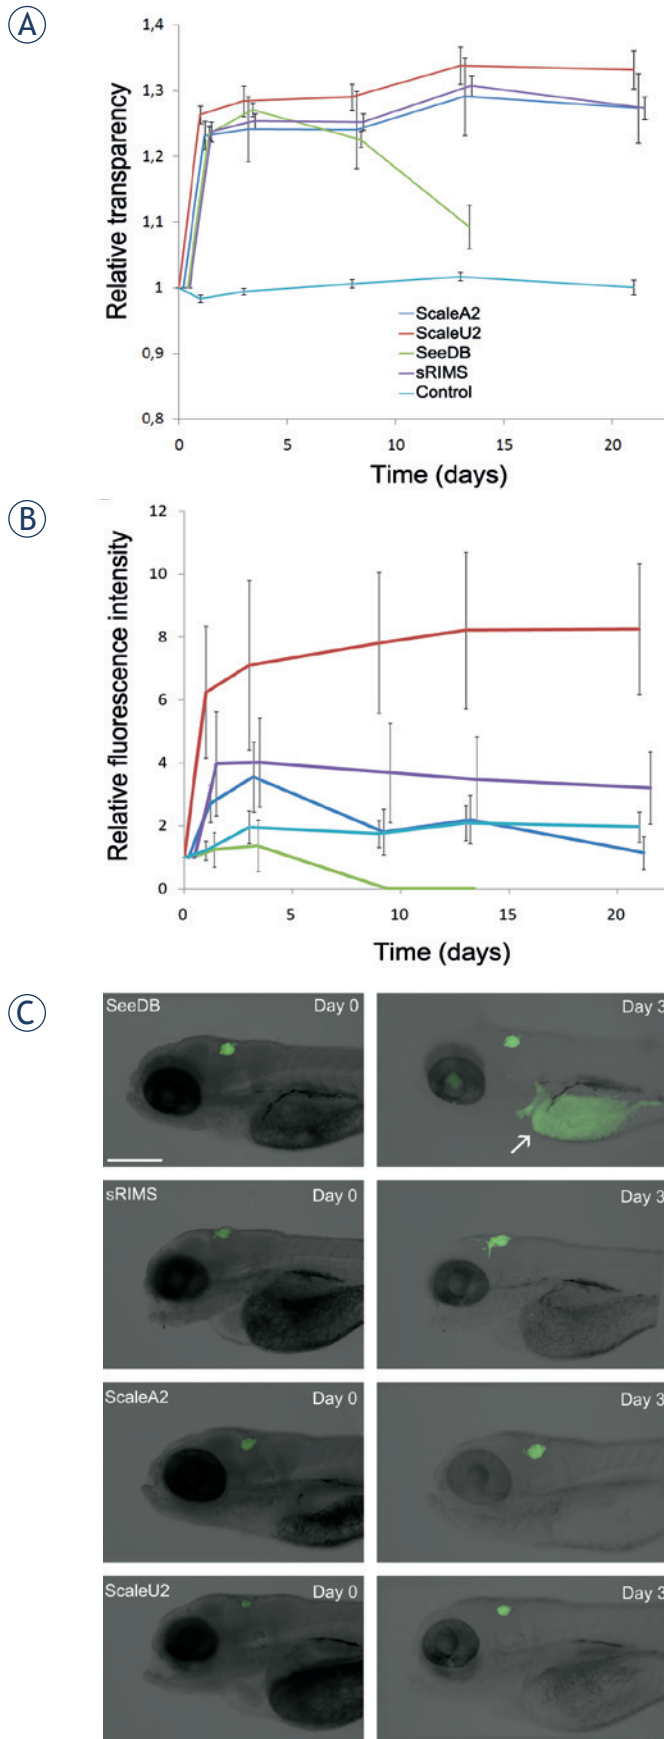 A
1,4
1,3
1,2
1,1
1
0,9
0,8
Relative transparency
ScaleA2
ScaleU2
SeeDB
sRIMS
Control
0 5 10 15 20
Time (days)
B
12
10
8
6
4
2
0
Relative fluorescence intensity
0 5 10 15 20
Time (days)
C
SeeDB Day 0 Day 3
sRIMS Day 0 Day 3
ScaleA2 Day 0 Day 3
ScaleU2 Day 0 Day 3